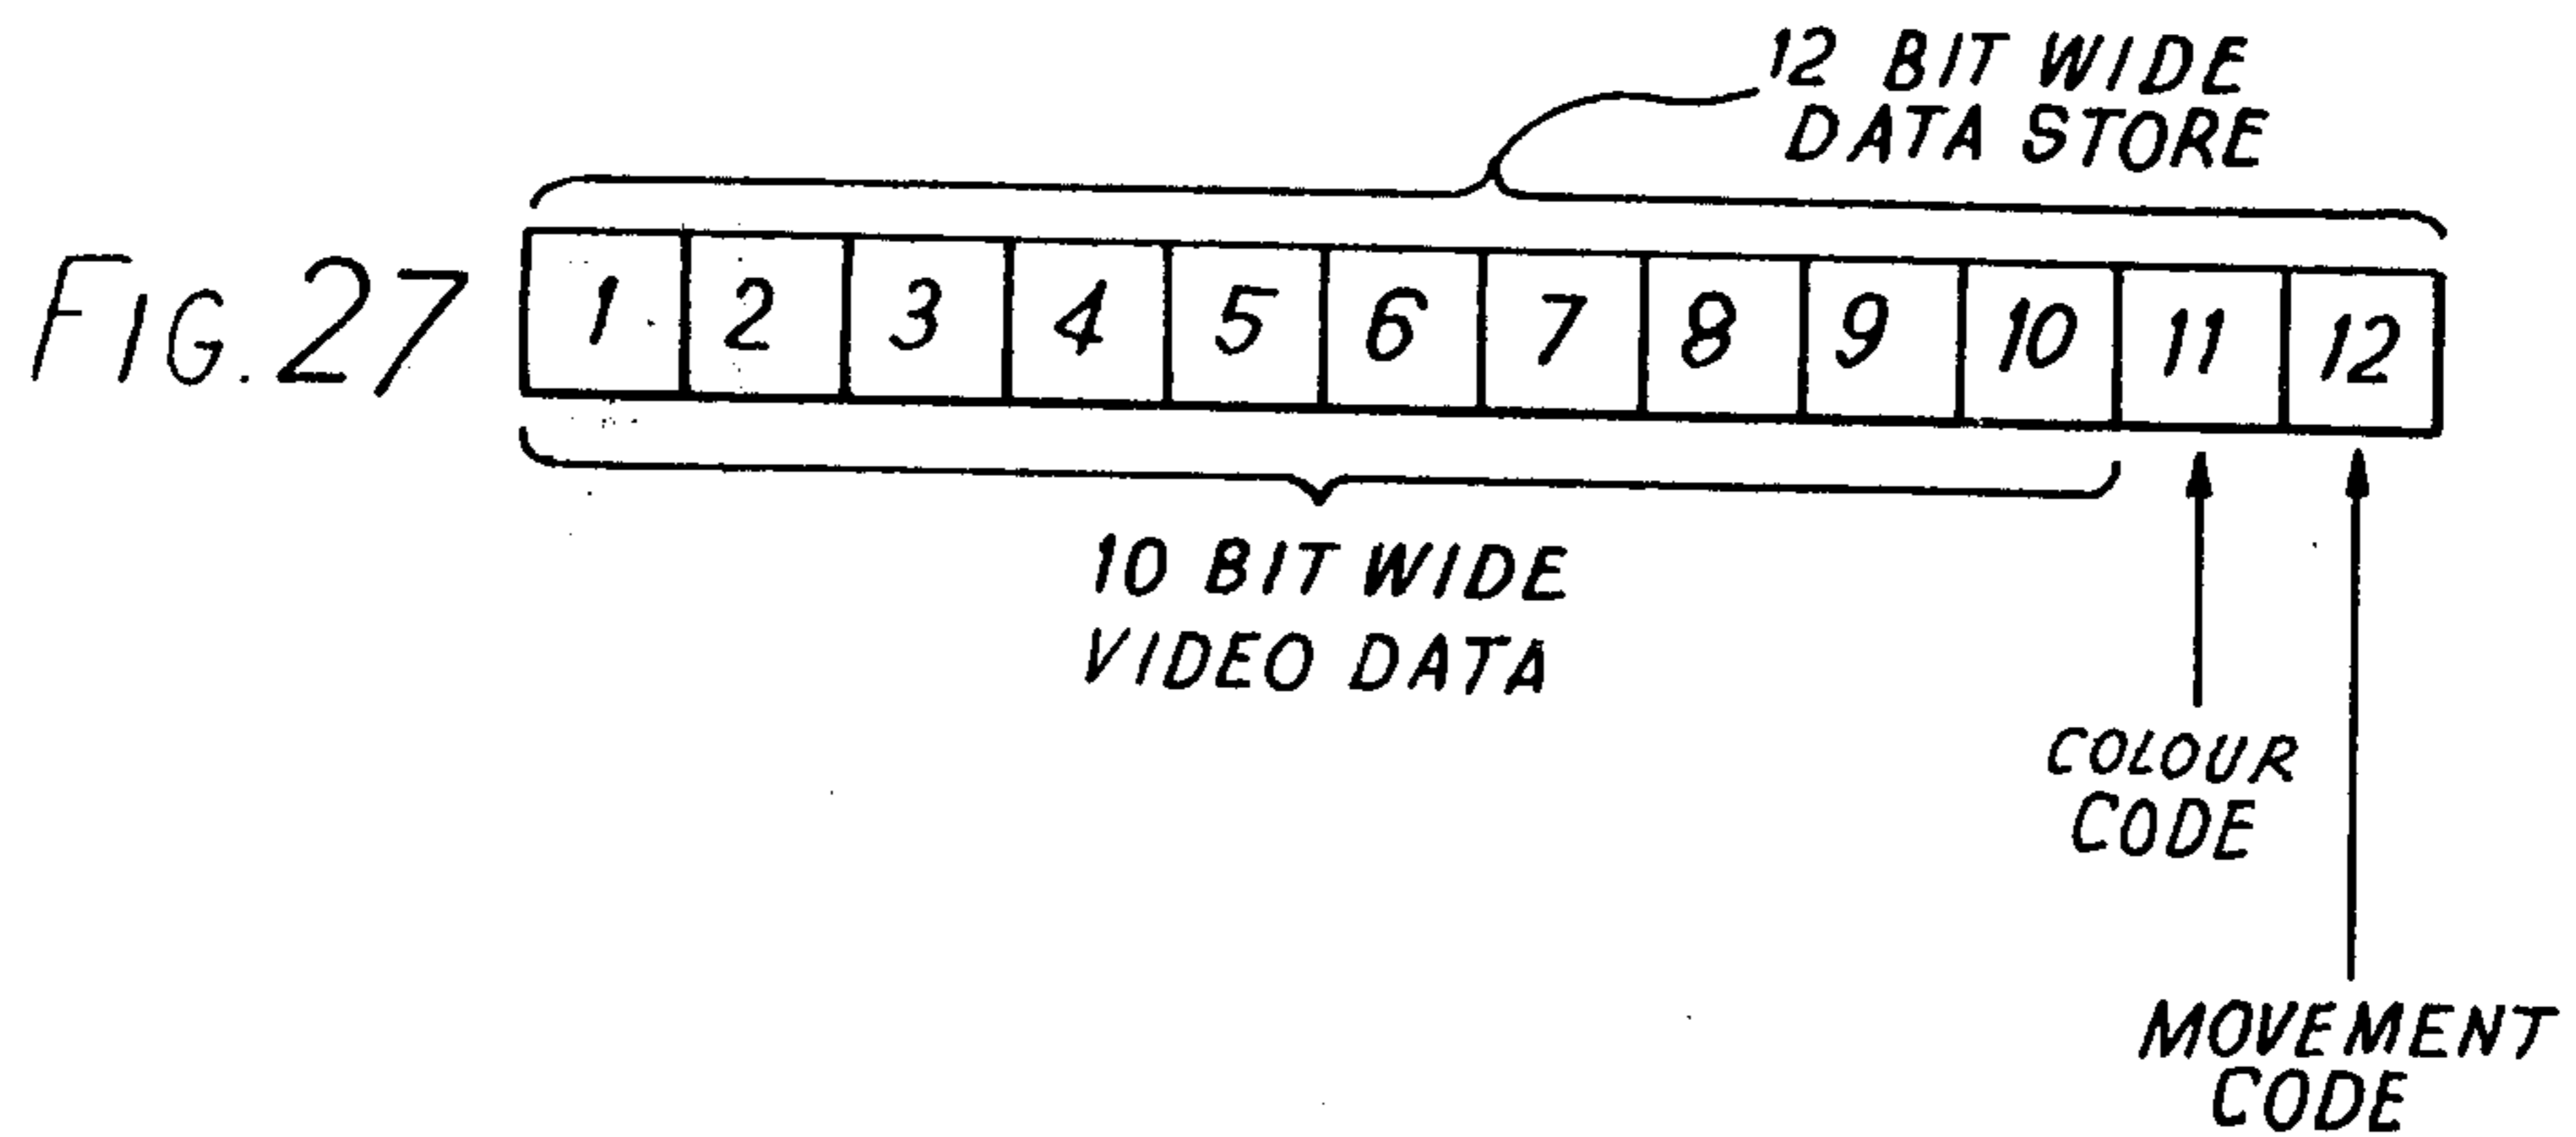 12 BIT WIDE
DATA STORE
FIG. 27
1 2 3 4 5 6 7 8 9 10 11 12
10 BIT WIDE
VIDEO DATA
COLOUR
CODE
MOVEMENT
CODE